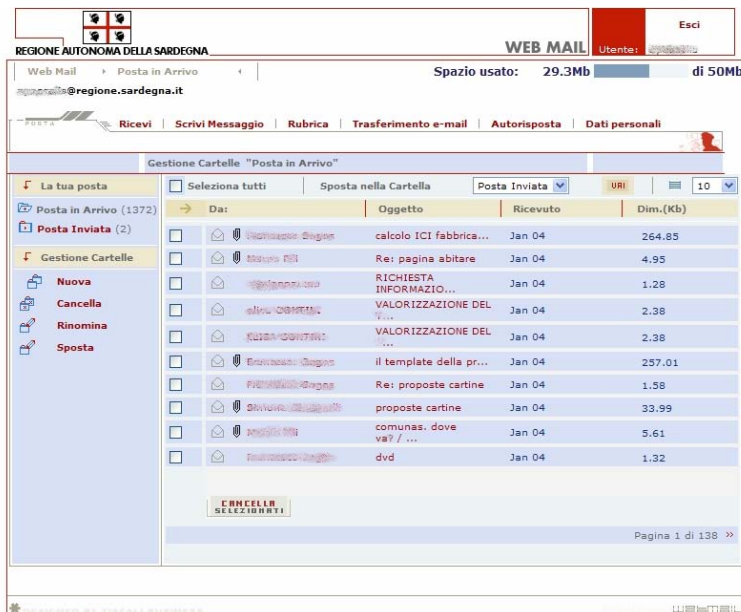 Esci
REGIONE AUTONOMA DELLA SARDEGNA
WEB MAIL
Utente:
Web Mail Posta in Arrivo
Spazio usato: 29.3Mb di 50Mb
@regione.sardegna.it
POSTA
Ricevi | Scrivi Messaggio | Rubrica | Trasferimento e-mail | Autorisposta | Dati personali
Gestione Cartelle "Posta in Arrivo"
La tua posta
Seleziona tutti Sposta nella Cartella Posta Inviata VAI 10
Posta in Arrivo (1372)
Posta Inviata (2)
Gestione Cartelle
Nuova
Cancella
Rinomina
Sposta
Da: Oggetto Ricevuto Dim.(Kb)
calcolo ICI fabbrica... Jan 04 264.85
Re: pagina abitare Jan 04 4.95
RICHIESTA
INFORMAZIO... Jan 04 1.28
VALORIZZAZIONE DEL
... Jan 04 2.38
VALORIZZAZIONE DEL
... Jan 04 2.38
il template della pr... Jan 04 257.01
Re: proposte cartine Jan 04 1.58
proposte cartine Jan 04 33.99
comunas. dove
va? / ... Jan 04 5.61
dvd Jan 04 1.32
CANCELLA
SELEZIONATI
Pagina 1 di 138 »